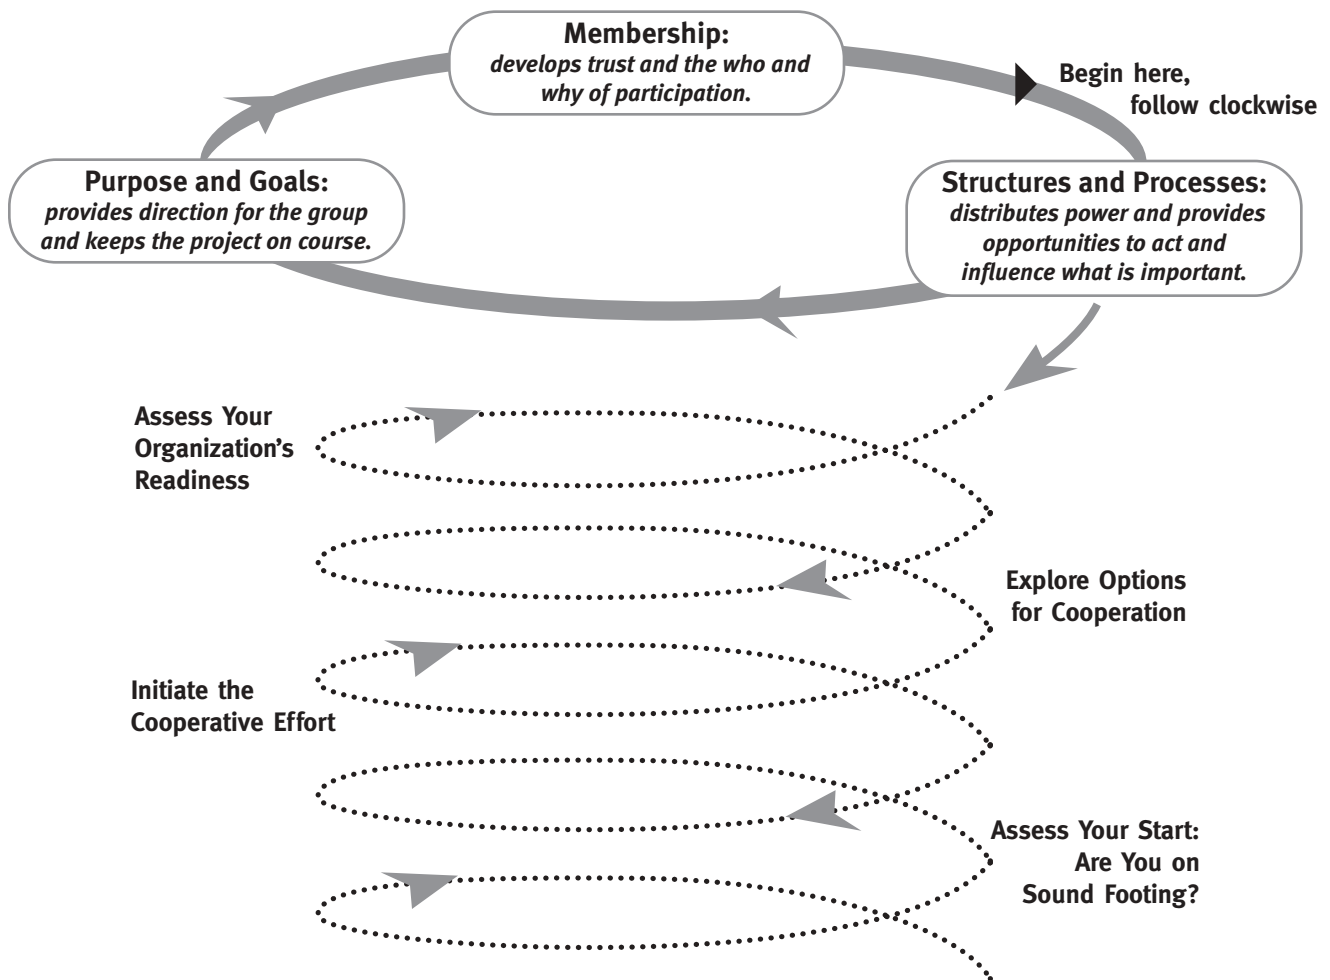 Membership:
develops trust and the who and
why of participation.
Begin here,
follow clockwise
Purpose and Goals:
provides direction for the group
and keeps the project on course.
Structures and Processes:
distributes power and provides
opportunities to act and
influence what is important.
Assess Your
Organization’s
Readiness
Explore Options
for Cooperation
Initiate the
Cooperative Effort
Assess Your Start:
Are You on
Sound Footing?